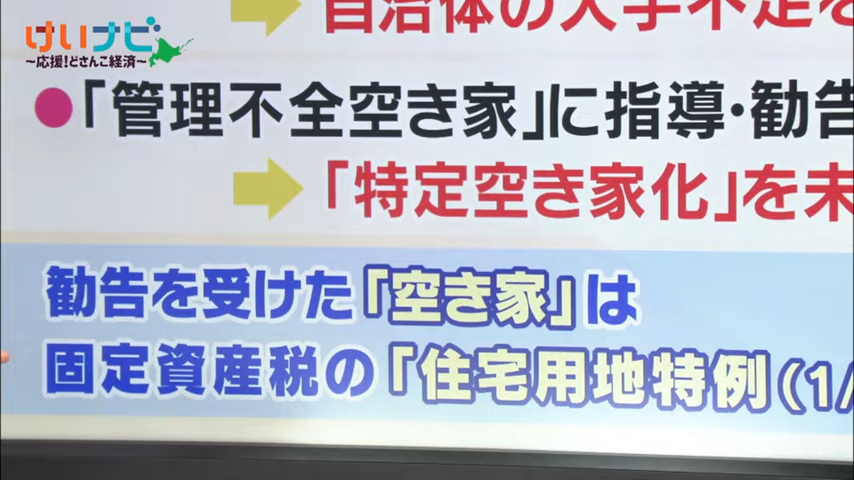 けいナビ
～応援!どさんこ経済～
➡自治体の人手不足を
●「管理不全空き家」に指導・勧告
➡「特定空き家化」を未
勧告を受けた「空き家」は
固定資産税の「住宅用地特例(1/